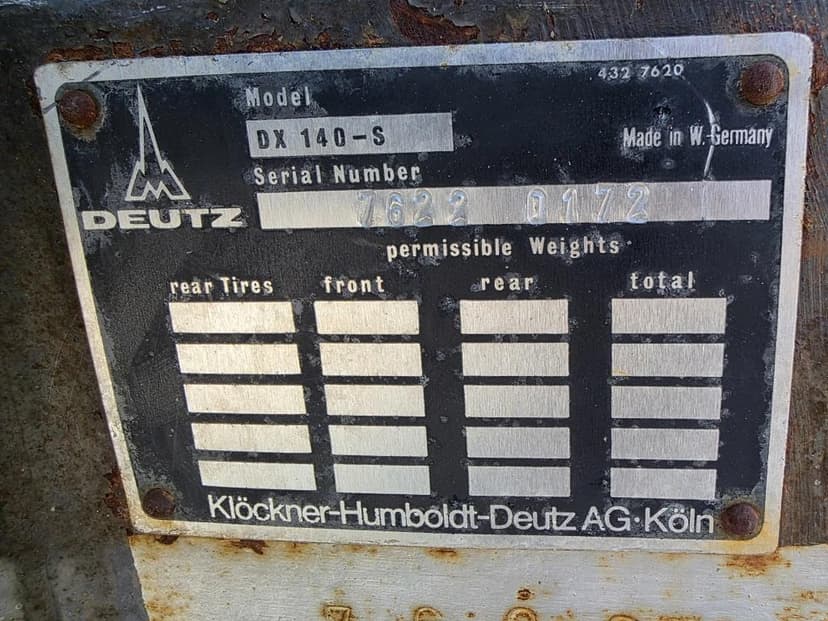 432 7620
Model
DX 140-S
Made in W.-Germany
Serial Number
7622 0172
DEUTZ
permissible Weights
rear Tires front rear total
Klöckner-Humboldt-Deutz AG·Köln